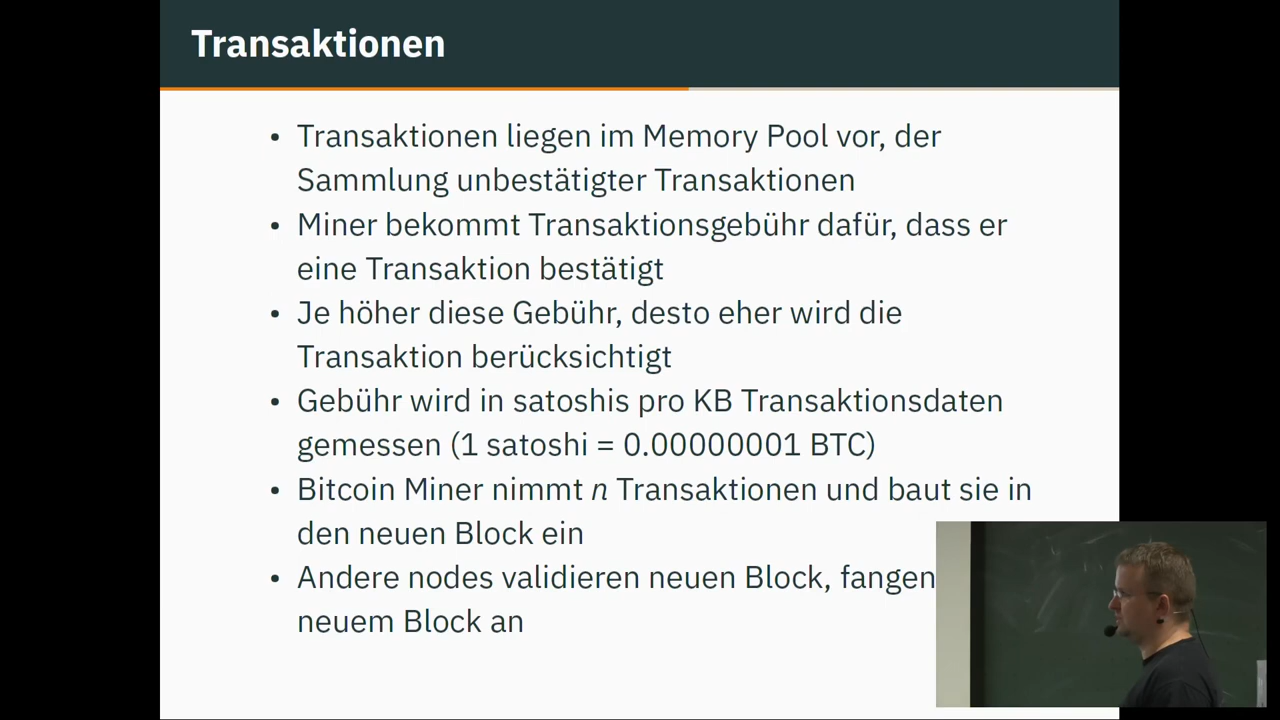 Transaktionen
• Transaktionen liegen im Memory Pool vor, der
Sammlung unbestätigter Transaktionen
• Miner bekommt Transaktionsgebühr dafür, dass er
eine Transaktion bestätigt
• Je höher diese Gebühr, desto eher wird die
Transaktion berücksichtigt
• Gebühr wird in satoshis pro KB Transaktionsdaten
gemessen (1 satoshi = 0.00000001 BTC)
• Bitcoin Miner nimmt n Transaktionen und baut sie in
den neuen Block ein
• Andere nodes validieren neuen Block, fangen
neuem Block an